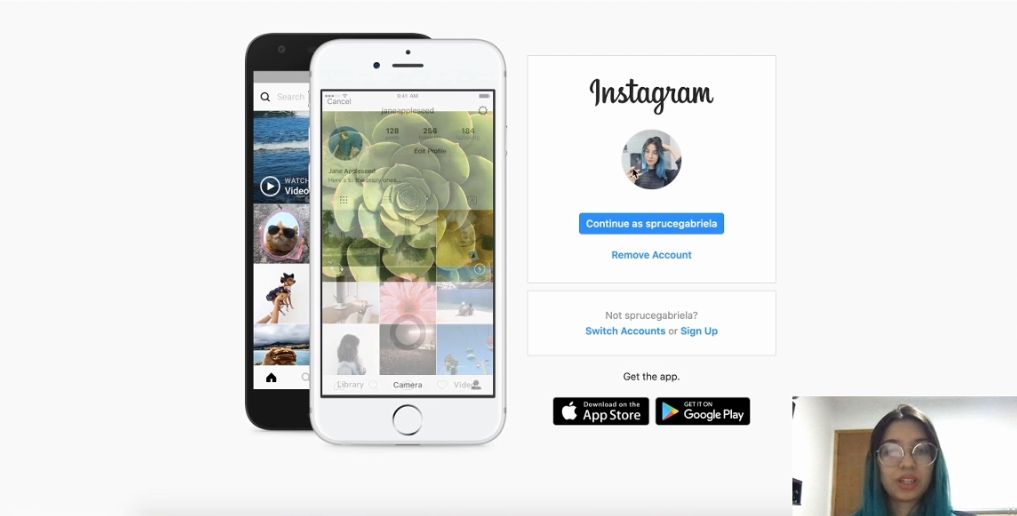 Search
WATCH
Video
9:41 AM
Cancel
janeappleseed
128
256
184
Edit Profile
Jane Appleseed
Library
Camera
Video
Instagram
Continue as sprucegabriela
Remove Account
Not sprucegabriela?
Switch Accounts or Sign Up
Get the app.
Download on the
App Store
GET IT ON
Google Play